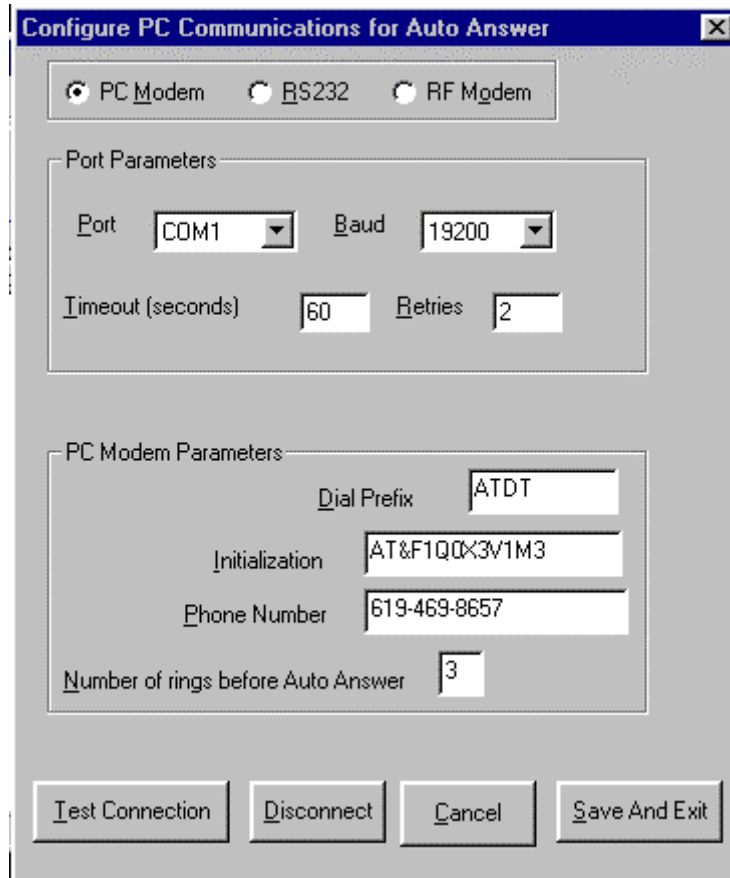 Configure PC Communications for Auto Answer
PC Modem RS232 RF Modem
Port Parameters
Port COM1 Baud 19200
Timeout (seconds) 60 Retries 2
PC Modem Parameters
Dial Prefix ATDT
Initialization AT&F1Q0X3V1M3
Phone Number 619-469-8657
Number of rings before Auto Answer 3
Test Connection Disconnect Cancel Save And Exit